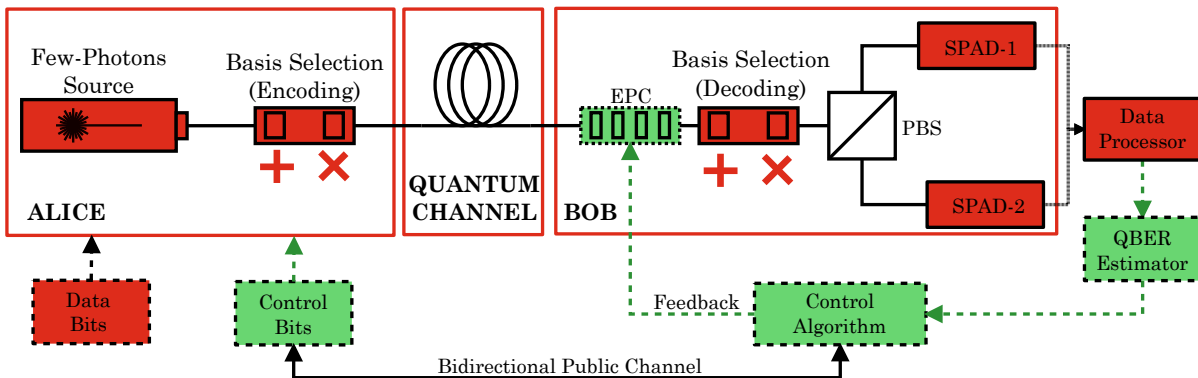 Few-Photons
Source
Basis Selection
(Encoding)
ALICE
QUANTUM
CHANNEL
EPC
Basis Selection
(Decoding)
PBS
SPAD-1
SPAD-2
BOB
Data
Processor
QBER
Estimator
Data
Bits
Control
Bits
Feedback
Control
Algorithm
Bidirectional Public Channel